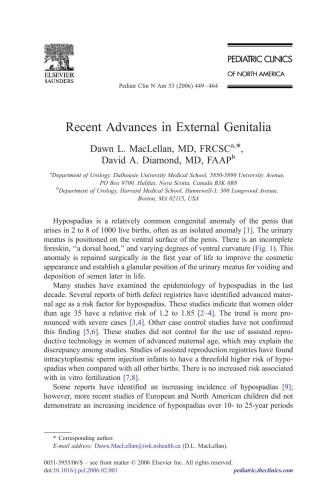 ELSEVIER
SAUNDERS
PEDIATRIC CLINICS
OF NORTH AMERICA
Pediatr Clin N Am 53 (2006) 449–464
Recent Advances in External Genitalia
Dawn L. MacLellan, MD, FRCSCa,*,
David A. Diamond, MD, FAAPb
aDepartment of Urology, Dalhousie University Medical School, 5850-5890 University Avenue,
PO Box 9700, Halifax, Nova Scotia, Canada B3K 6R8
bDepartment of Urology, Harvard Medical School, Hunnewell-3, 300 Longwood Avenue,
Boston, MA 02115, USA
Hypospadias is a relatively common congenital anomaly of the penis that
arises in 2 to 8 of 1000 live births, often as an isolated anomaly [1]. The urinary
meatus is positioned on the ventral surface of the penis. There is an incomplete
foreskin, ‘‘a dorsal hood,’’ and varying degrees of ventral curvature (Fig. 1). This
anomaly is repaired surgically in the first year of life to improve the cosmetic
appearance and establish a glanular position of the urinary meatus for voiding and
deposition of semen later in life.
Many studies have examined the epidemiology of hypospadias in the last
decade. Several reports of birth defect registries have identified advanced mater-
nal age as a risk factor for hypospadias. These studies indicate that women older
than age 35 have a relative risk of 1.2 to 1.85 [2–4]. The trend is more pro-
nounced with severe cases [3,4]. Other case control studies have not confirmed
this finding [5,6]. These studies did not control for the use of assisted repro-
ductive technology in women of advanced maternal age, which may explain the
discrepancy among studies. Studies of assisted reproduction registries have found
intracytoplasmic sperm injection infants to have a threefold higher risk of hypo-
spadias when compared with all other births. There is no increased risk associated
with in vitro fertilization [7,8].
Some reports have identified an increasing incidence of hypospadias [9];
however, more recent studies of European and North American children did not
demonstrate an increasing incidence of hypospadias over 10- to 25-year periods
* Corresponding author.
E-mail address: Dawn.MacLellan@iwk.nshealth.ca (D.L. MacLellan).
0031-3955/06/$ – see front matter © 2006 Elsevier Inc. All rights reserved.
doi:10.1016/j.pcl.2006.02.001
pediatric.theclinics.com